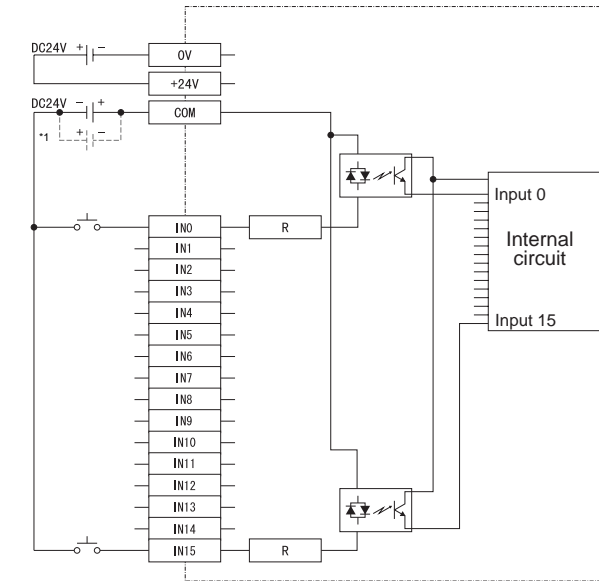 DC24V + − 0V
+24V
DC24V − + COM
*1 + −
Input 0
IN0 R
IN1
Internal
circuit
IN2
IN3
IN4
Input 15
IN5
IN6
IN7
IN8
IN9
IN10
IN11
IN12
IN13
IN14
IN15 R